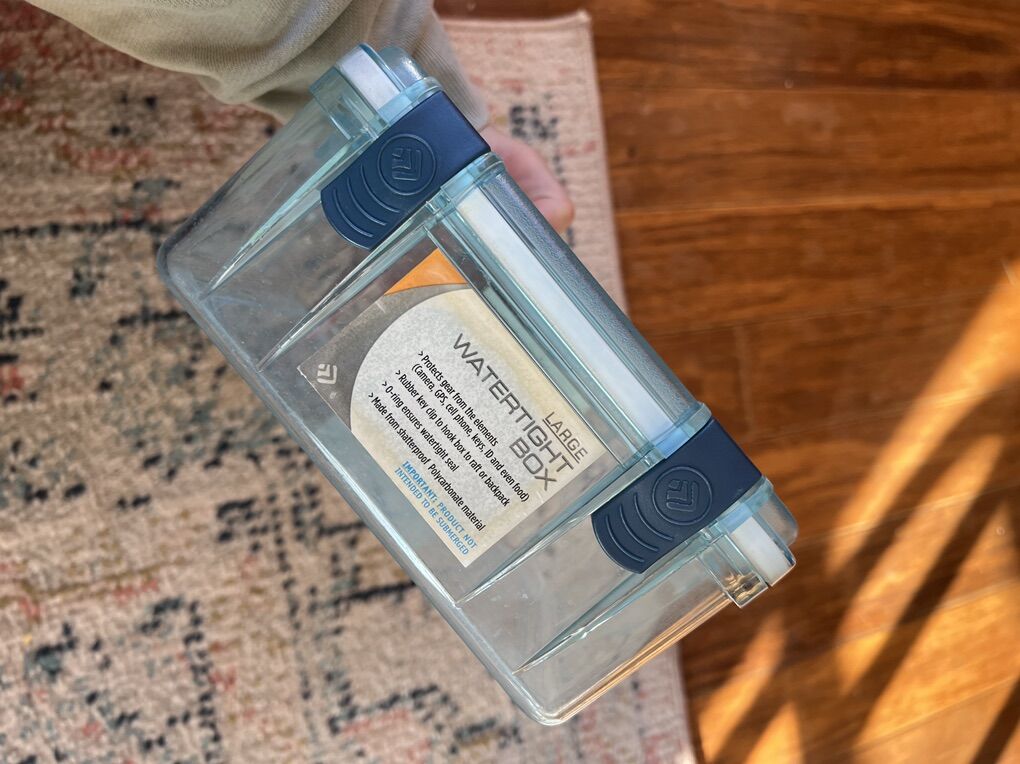 LARGE
WATERTIGHT
BOX
> Protects gear from the elements
(Camera, GPS, cell phone, keys, ID and even food)
> Rubber key clip to hook box to raft or backpack
> O-ring ensures watertight seal
> Made from shatterproof Polycarbonate material
IMPORTANT: PRODUCT NOT
INTENDED TO BE SUBMERGED